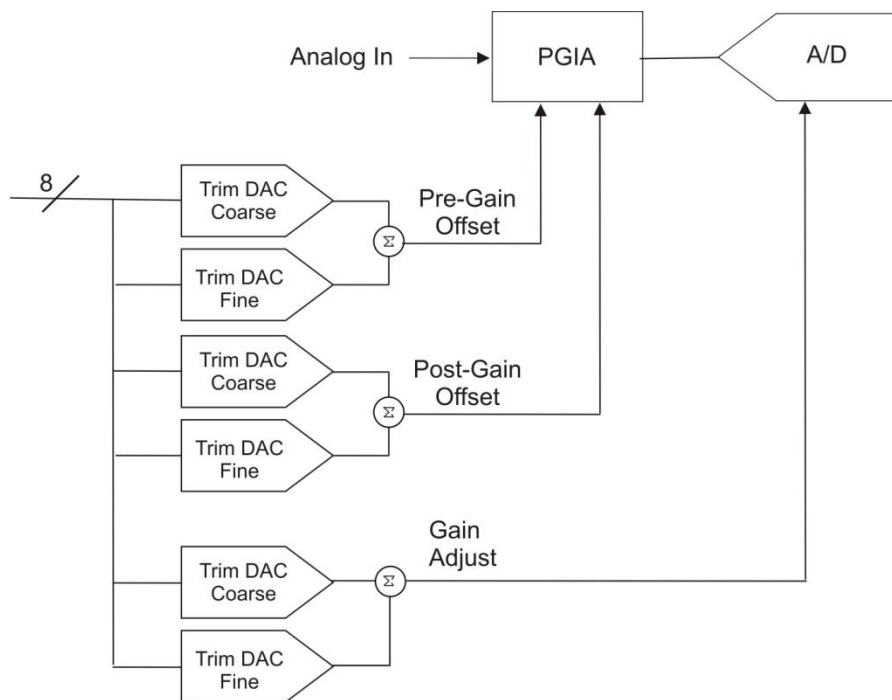 Analog In
PGIA
A/D
8
Trim DAC
Coarse
Σ
Pre-Gain
Offset
Trim DAC
Fine
Trim DAC
Coarse
Σ
Post-Gain
Offset
Trim DAC
Fine
Trim DAC
Coarse
Σ
Gain
Adjust
Trim DAC
Fine